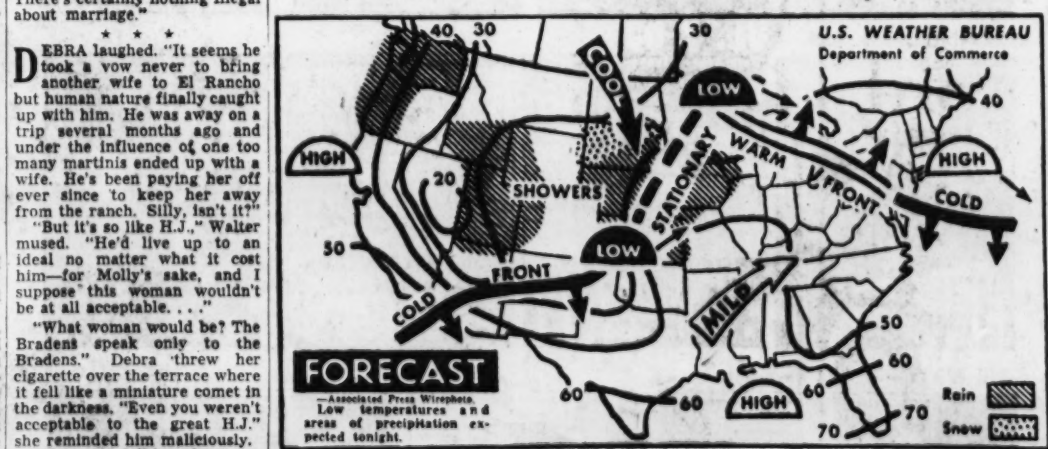 There's certainly nothing illegal
about marriage."
★ ★ ★
DEBRA laughed. "It seems he
took a vow never to bring
another wife to El Rancho
but human nature finally caught
up with him. He was away on a
trip several months ago and
under the influence of one too
many martinis ended up with a
wife. He's been paying her off
ever since to keep her away
from the ranch. Silly, isn't it?"
"But it's so like H.J.," Walter
mused. "He'd live up to an
ideal no matter what it cost
him—for Molly's sake, and I
suppose this woman wouldn't
be at all acceptable. . . ."
"What woman would be? The
Bradens speak only to the
Bradens." Debra threw her
cigarette over the terrace where
it fell like a miniature comet in
the darkness. "Even you weren't
acceptable to the great H.J."
she reminded him maliciously.
U.S. WEATHER BUREAU
Department of Commerce
40
30
30
COOL
LOW
40
HIGH
20
SHOWERS
STATIONARY
WARM
FRONT
HIGH
COLD
50
LOW
COLD
FRONT
MILD
50
60
60
70
60
60
HIGH
70
FORECAST
—Associated Press Wirephoto.
Low temperatures and
areas of precipitation ex-
pected tonight.
Rain
Snow